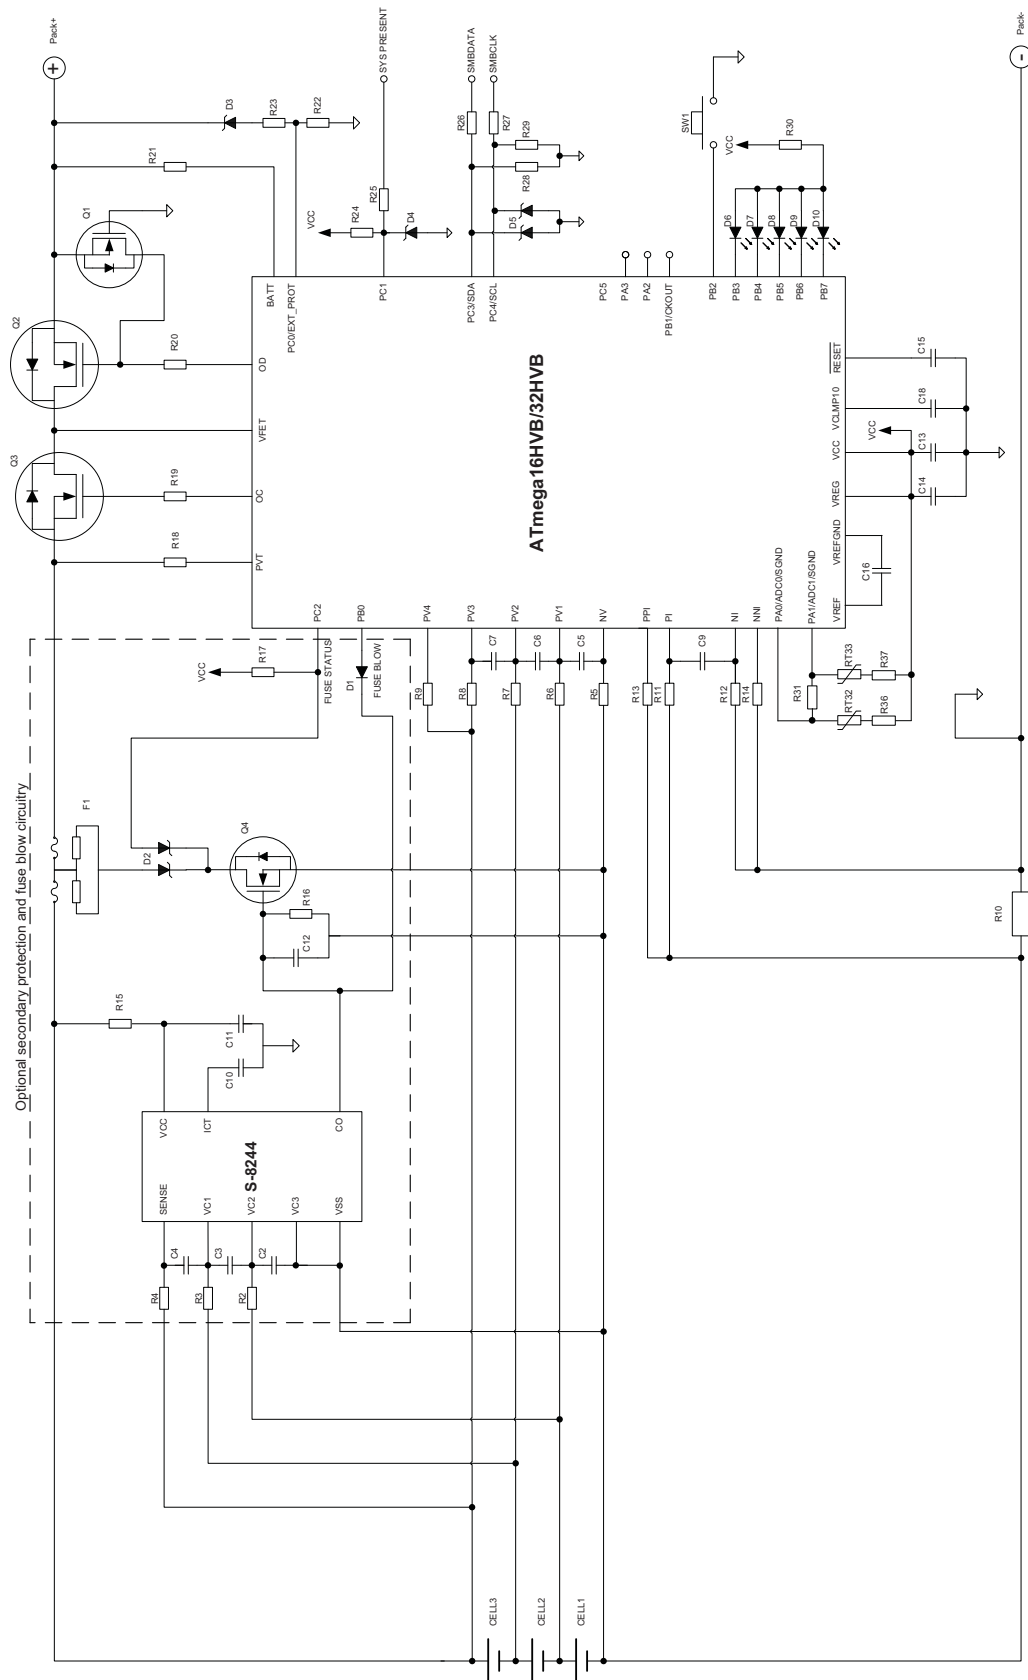 Optional secondary protection and fuse blow circuitry
Pack+
+
Q1
Q2
Q3
R21
D3
R23
R22
R20
R19
R18
F1
R15
SYS PRESENT
R25
R24
VCC
D4
SMBDATA
SMBCLK
R26
R27
R29
R28
D5
SW1
VCC
R30
D6
D7
D8
D9
D10
BATT
PC0/EXT_PROT
PC1
PC3/SDA
PC4/SCL
PC5
PA3
PA2
PB1/CKOUT
PB2
PB3
PB4
PB5
PB6
PB7
OD
VFET
OC
PVT
ATmega16HVB/32HVB
RESET
VCLMP10
VCC
VREG
VREFGND
VREF
C15
C18
VCC
C13
C14
C16
PC2
PB0
PV4
PV3
PV2
PV1
NV
PPI
PI
NI
NNI
PA0/ADC0/SGND
PA1/ADC1/SGND
VCC
R17
FUSE STATUS
D1
FUSE BLOW
R9
R8
R7
R6
R5
C7
C6
C5
R13
R11
C9
R12
R14
R31
RT33
R37
RT32
R36
D2
Q4
R16
C12
C11
C10
VCC
ICT
CO
S-8244
SENSE
VC1
VC2
VC3
VSS
C4
C3
C2
R4
R3
R2
R10
CELL3
CELL2
CELL1
Pack-
-